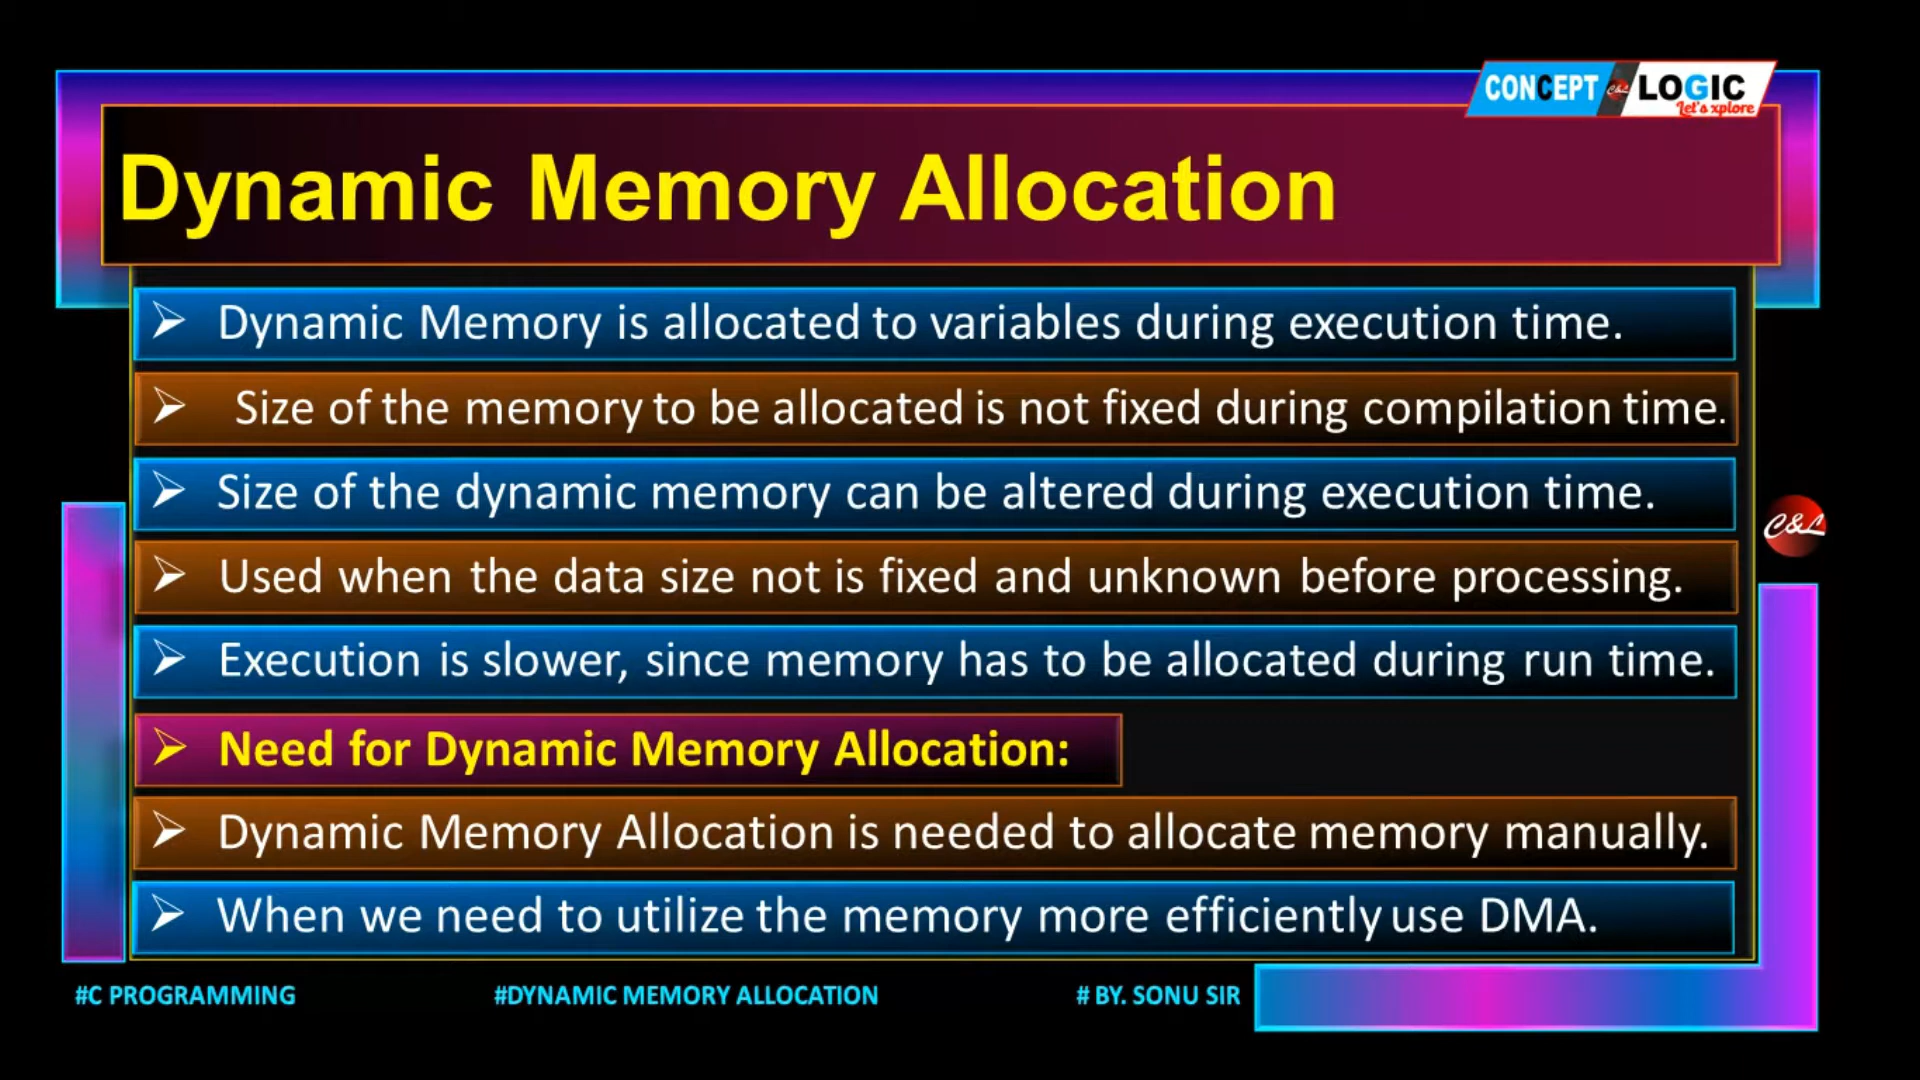 CONCEPT C&L LOGIC
Let's xplore
Dynamic Memory Allocation
➢ Dynamic Memory is allocated to variables during execution time.
➢ Size of the memory to be allocated is not fixed during compilation time.
➢ Size of the dynamic memory can be altered during execution time.
C&L
➢ Used when the data size not is fixed and unknown before processing.
➢ Execution is slower, since memory has to be allocated during run time.
➢ Need for Dynamic Memory Allocation:
➢ Dynamic Memory Allocation is needed to allocate memory manually.
➢ When we need to utilize the memory more efficiently use DMA.
#C PROGRAMMING #DYNAMIC MEMORY ALLOCATION # BY. SONU SIR